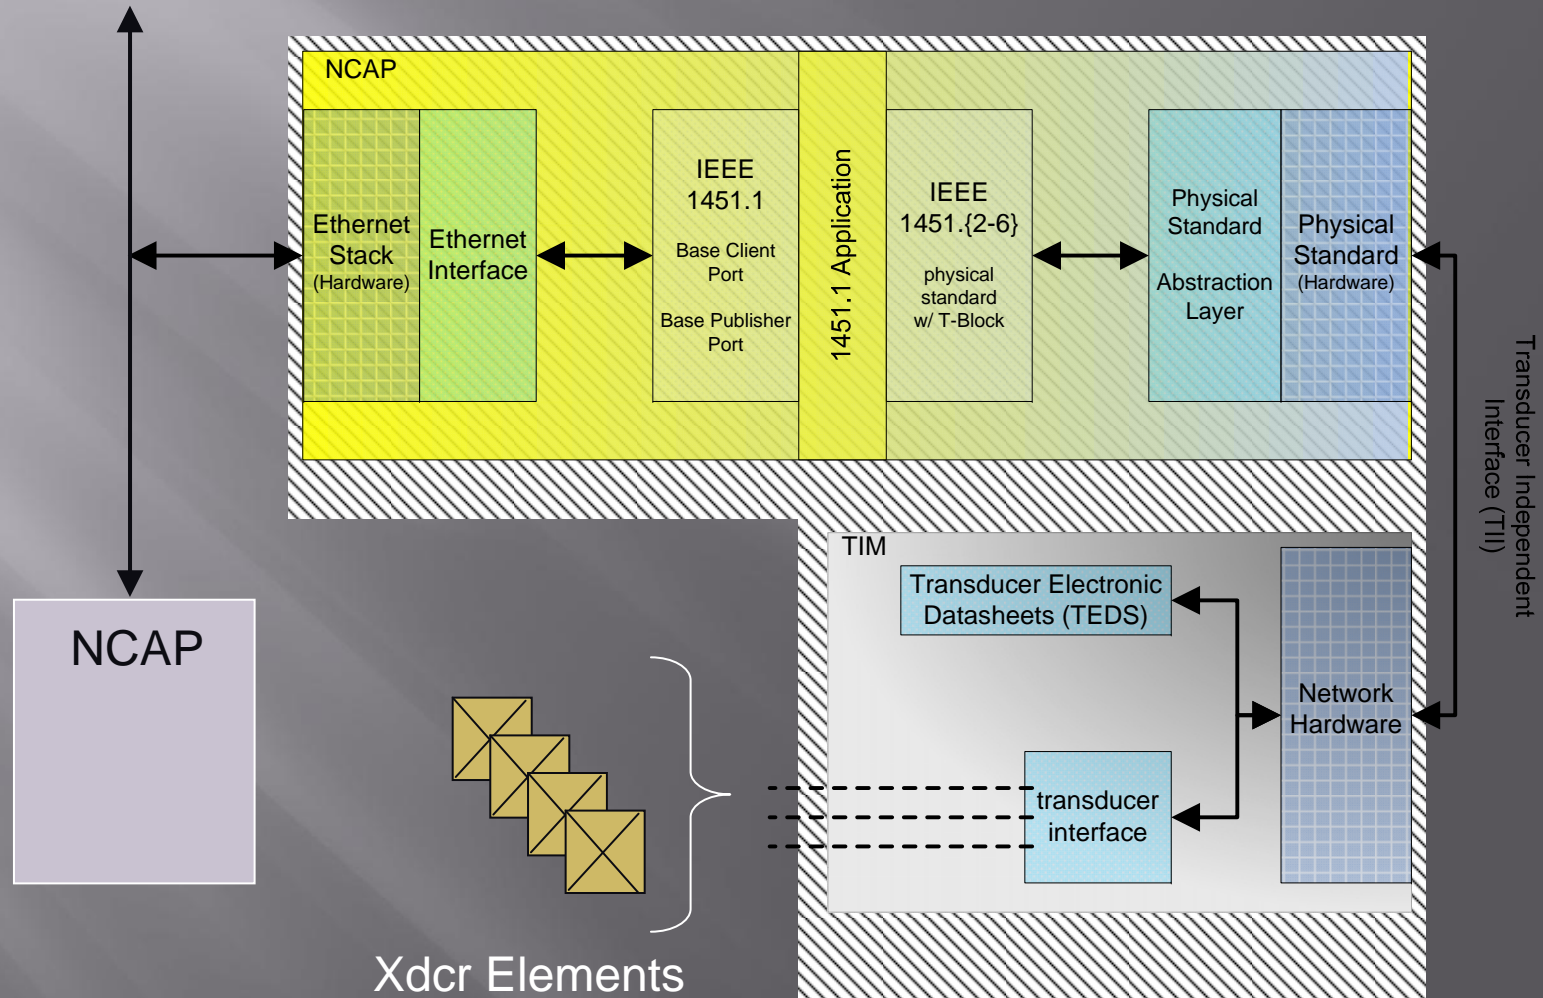 NCAP
Ethernet
Stack
(Hardware)
Ethernet
Interface
IEEE
1451.1
Base Client
Port
Base Publisher
Port
1451.1 Application
IEEE
1451.{2-6}
physical
standard
w/ T-Block
Physical
Standard
Abstraction
Layer
Physical
Standard
(Hardware)
Transducer Independent
Interface (TII)
TIM
Transducer Electronic
Datasheets (TEDS)
Network
Hardware
transducer
interface
NCAP
Xdcr Elements